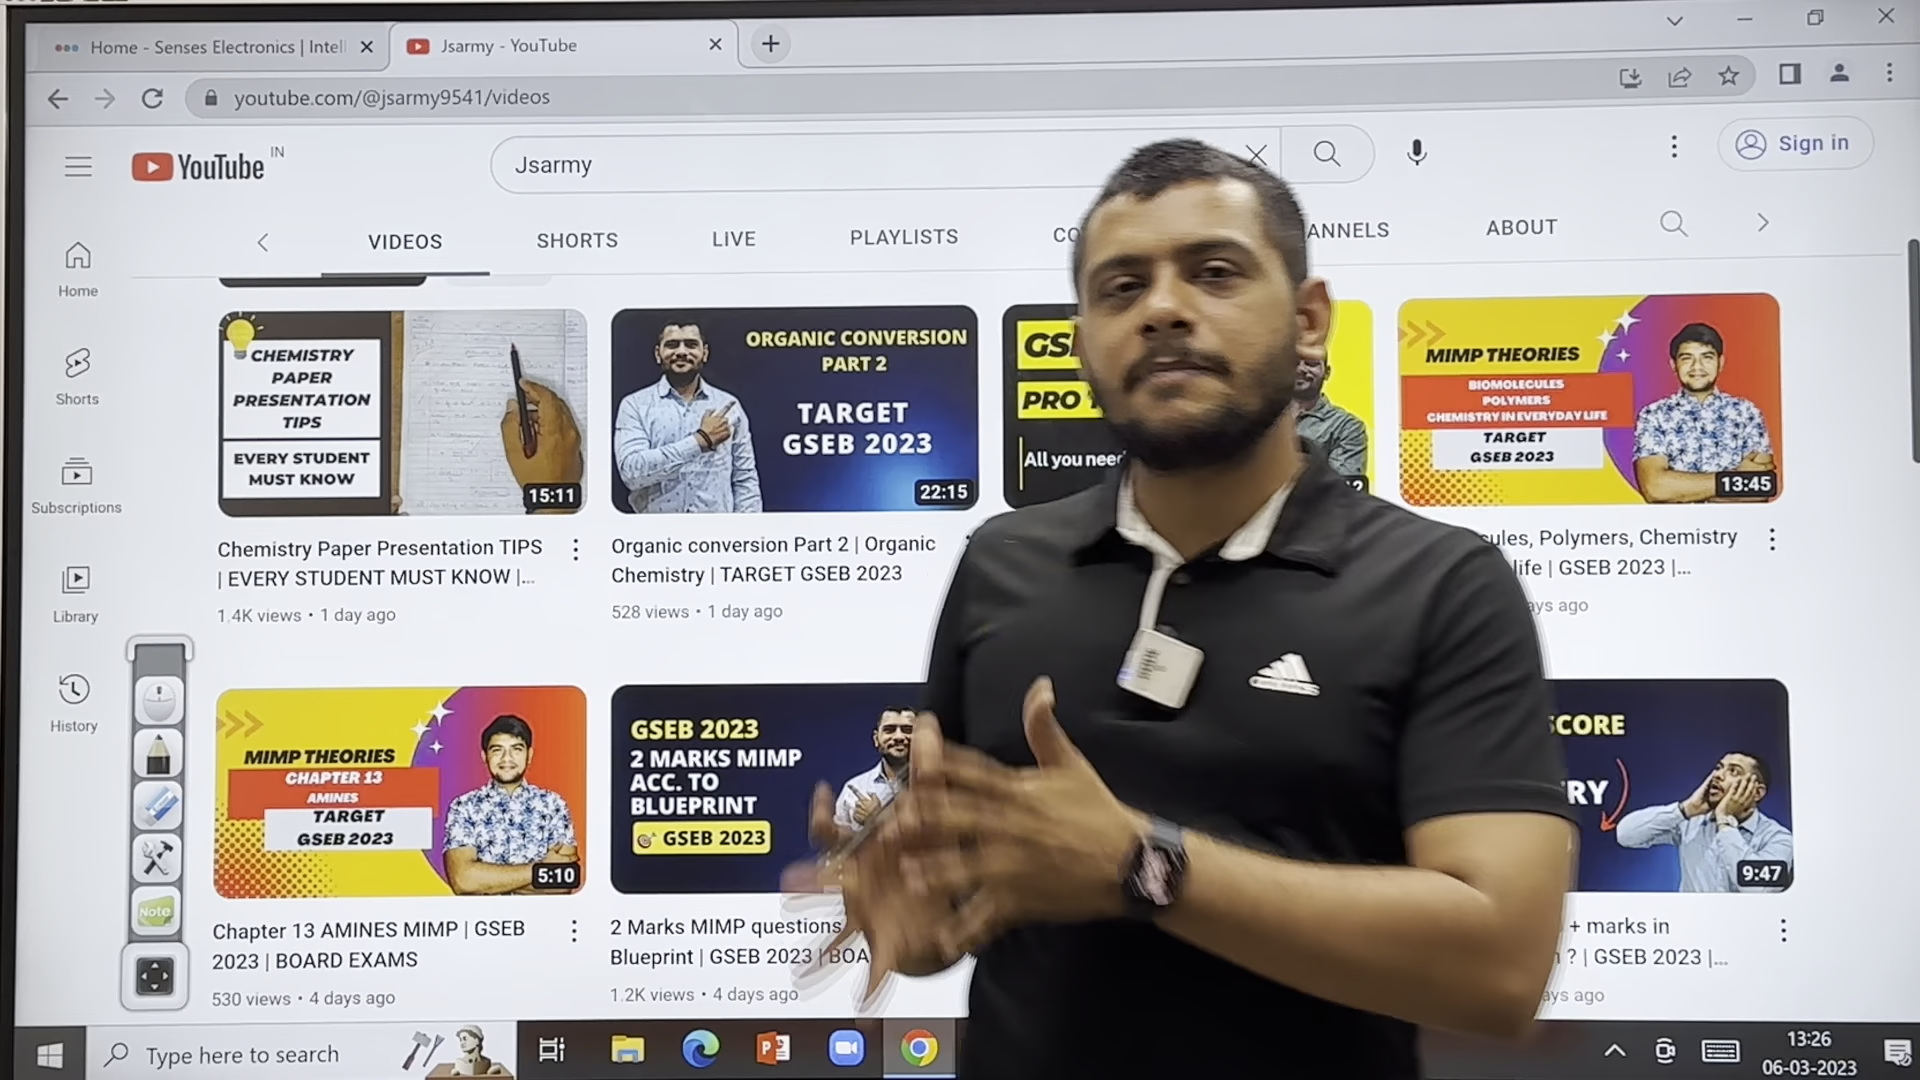 Home - Senses Electronics | Intel
Jsarmy - YouTube
youtube.com/@jsarmy9541/videos
YouTube IN
Jsarmy
Sign in
VIDEOS
SHORTS
LIVE
PLAYLISTS
CO
ANNELS
ABOUT
Home
Shorts
Subscriptions
Library
History
CHEMISTRY
PAPER
PRESENTATION
TIPS
EVERY STUDENT
MUST KNOW
15:11
Chemistry Paper Presentation TIPS
| EVERY STUDENT MUST KNOW |...
1.4K views • 1 day ago
ORGANIC CONVERSION
PART 2
TARGET
GSEB 2023
22:15
Organic conversion Part 2 | Organic
Chemistry | TARGET GSEB 2023
528 views • 1 day ago
GS
PRO
All you need
MIMP THEORIES
BIOMOLECULES
POLYMERS
CHEMISTRY IN EVERYDAY LIFE
TARGET
GSEB 2023
13:45
cules, Polymers, Chemistry
life | GSEB 2023 |...
ays ago
MIMP THEORIES
CHAPTER 13
AMINES
TARGET
GSEB 2023
5:10
Chapter 13 AMINES MIMP | GSEB
2023 | BOARD EXAMS
530 views • 4 days ago
GSEB 2023
2 MARKS MIMP
ACC. TO
BLUEPRINT
GSEB 2023
2 Marks MIMP questions
Blueprint | GSEB 2023 | BOA
1.2K views • 4 days ago
SCORE
RY
9:47
+ marks in
? | GSEB 2023 |...
ays ago
Note
Type here to search
13:26
06-03-2023